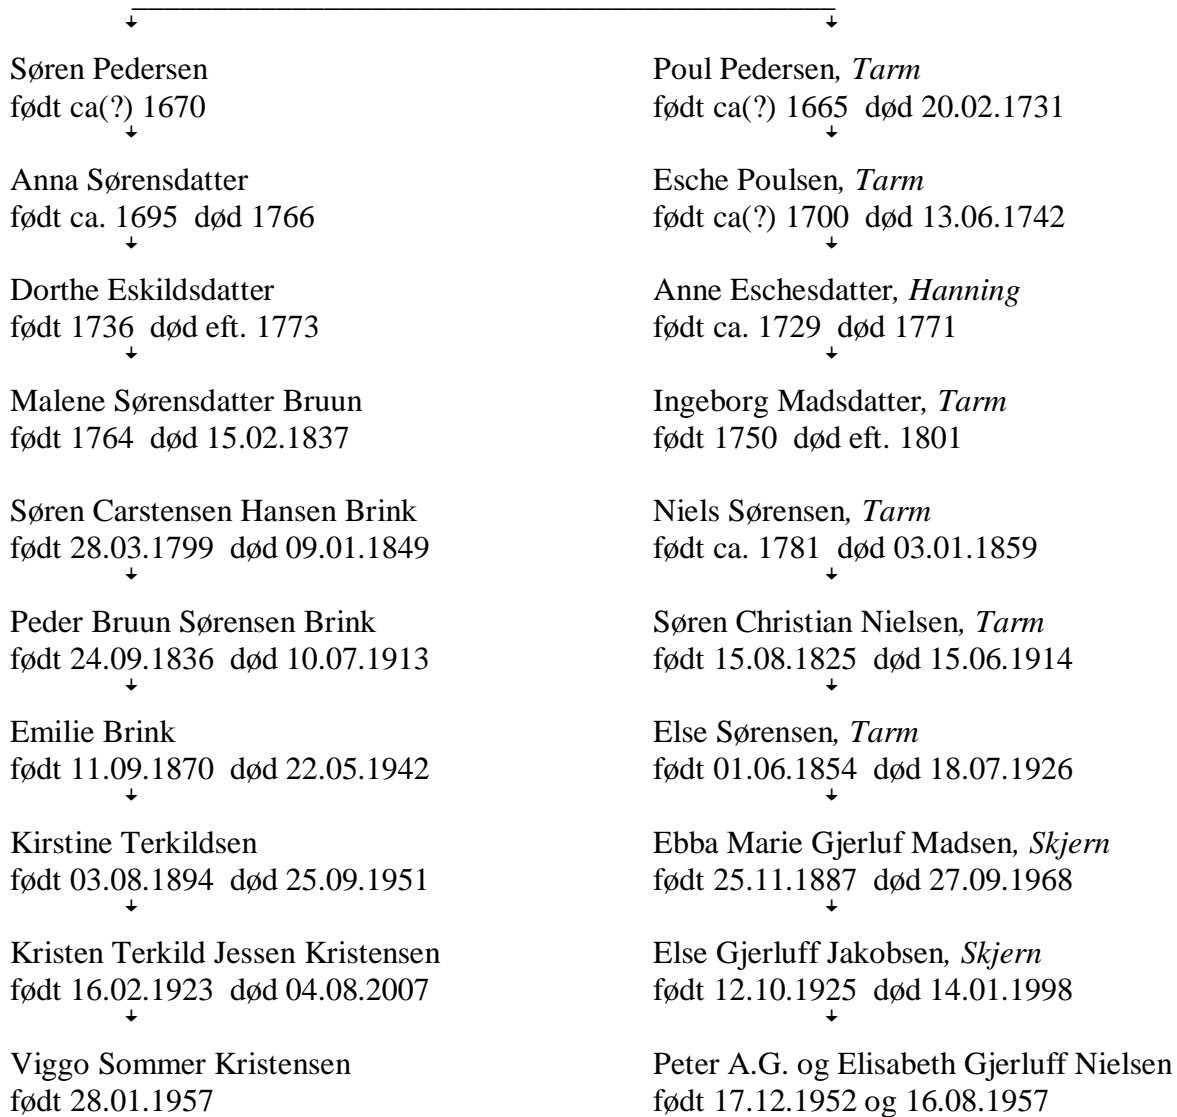 Søren Pedersen
født ca(?) 1670
Poul Pedersen, Tarm
født ca(?) 1665 død 20.02.1731
Anna Sørensdatter
født ca. 1695 død 1766
Esche Poulsen, Tarm
født ca(?) 1700 død 13.06.1742
Dorthe Eskildsdatter
født 1736 død eft. 1773
Anne Eschesdatter, Hanning
født ca. 1729 død 1771
Malene Sørensdatter Bruun
født 1764 død 15.02.1837
Ingeborg Madsdatter, Tarm
født 1750 død eft. 1801
Søren Carstensen Hansen Brink
født 28.03.1799 død 09.01.1849
Niels Sørensen, Tarm
født ca. 1781 død 03.01.1859
Peder Bruun Sørensen Brink
født 24.09.1836 død 10.07.1913
Søren Christian Nielsen, Tarm
født 15.08.1825 død 15.06.1914
Emilie Brink
født 11.09.1870 død 22.05.1942
Else Sørensen, Tarm
født 01.06.1854 død 18.07.1926
Kirstine Terkildsen
født 03.08.1894 død 25.09.1951
Ebba Marie Gjerluf Madsen, Skjern
født 25.11.1887 død 27.09.1968
Kristen Terkild Jessen Kristensen
født 16.02.1923 død 04.08.2007
Else Gjerluff Jakobsen, Skjern
født 12.10.1925 død 14.01.1998
Viggo Sommer Kristensen
født 28.01.1957
Peter A.G. og Elisabeth Gjerluff Nielsen
født 17.12.1952 og 16.08.1957